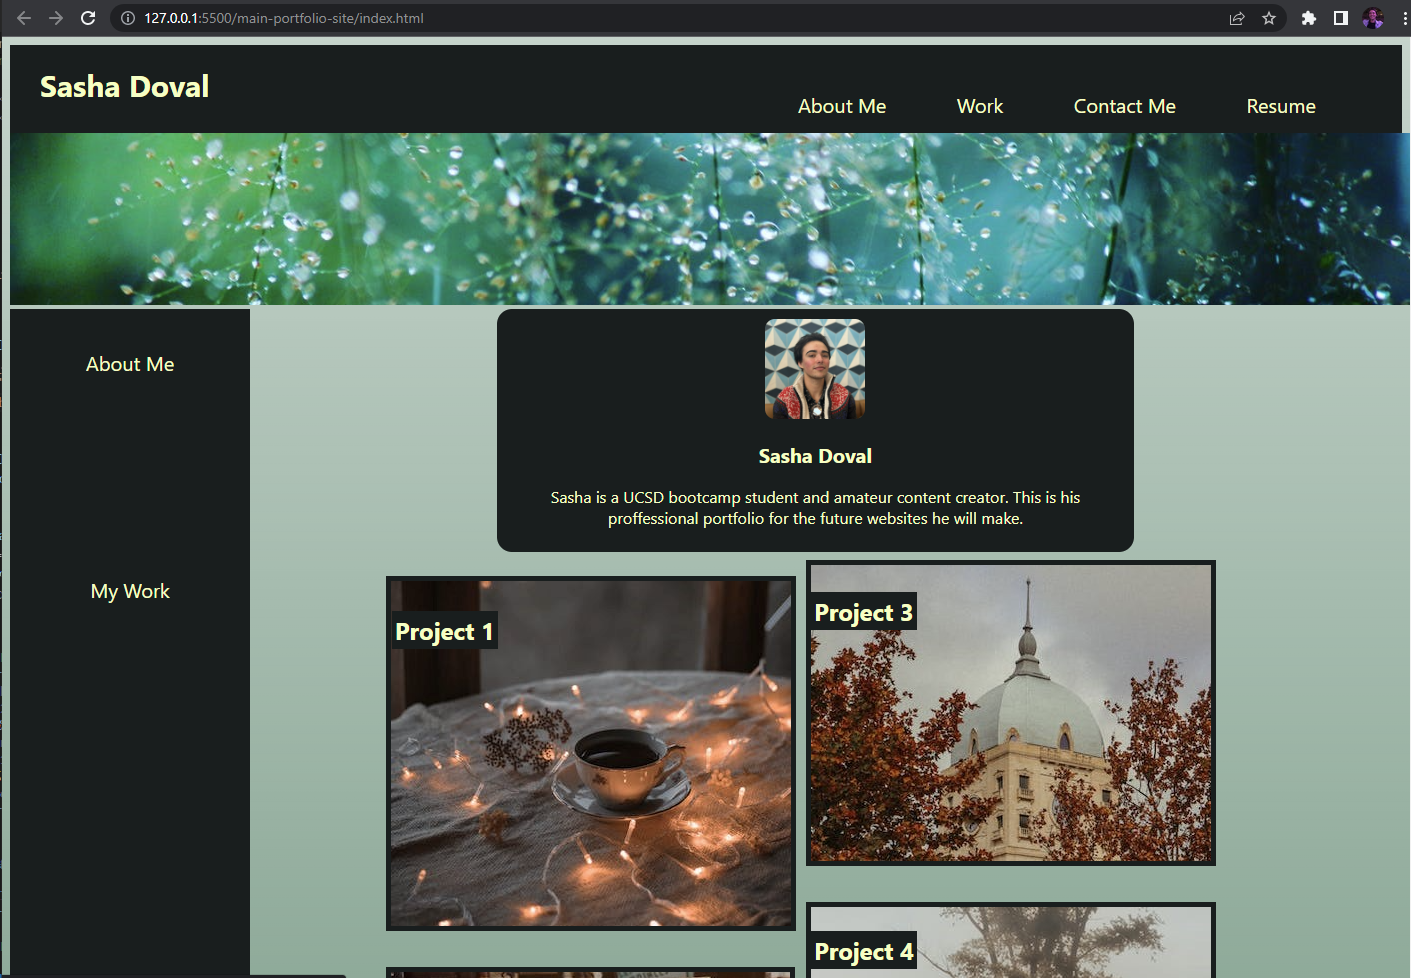 127.0.0.1:5500/main-portfolio-site/index.html
Sasha Doval
About Me
Work
Contact Me
Resume
About Me
My Work
Sasha Doval
Sasha is a UCSD bootcamp student and amateur content creator. This is his
proffessional portfolio for the future websites he will make.
Project 1
Project 3
Project 4